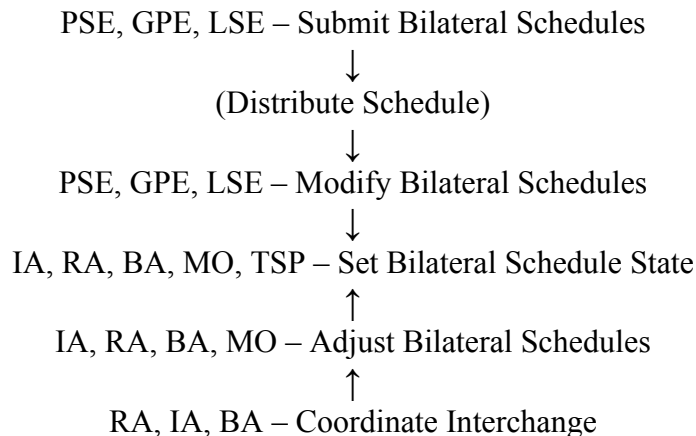 PSE, GPE, LSE – Submit Bilateral Schedules
↓
(Distribute Schedule)
↓
PSE, GPE, LSE – Modify Bilateral Schedules
↓
IA, RA, BA, MO, TSP – Set Bilateral Schedule State
↑
IA, RA, BA, MO – Adjust Bilateral Schedules
↑
RA, IA, BA – Coordinate Interchange